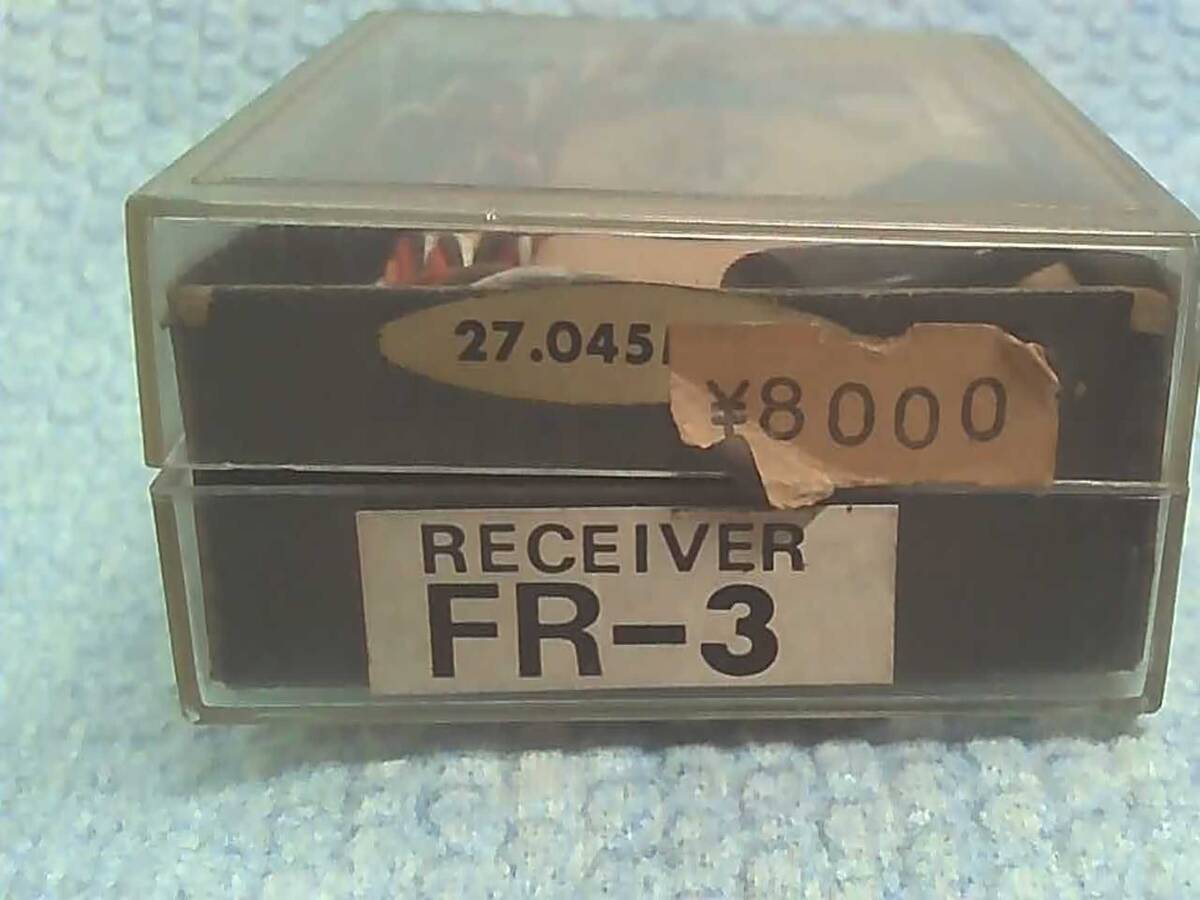 27.045
¥8000
RECEIVER
FR-3